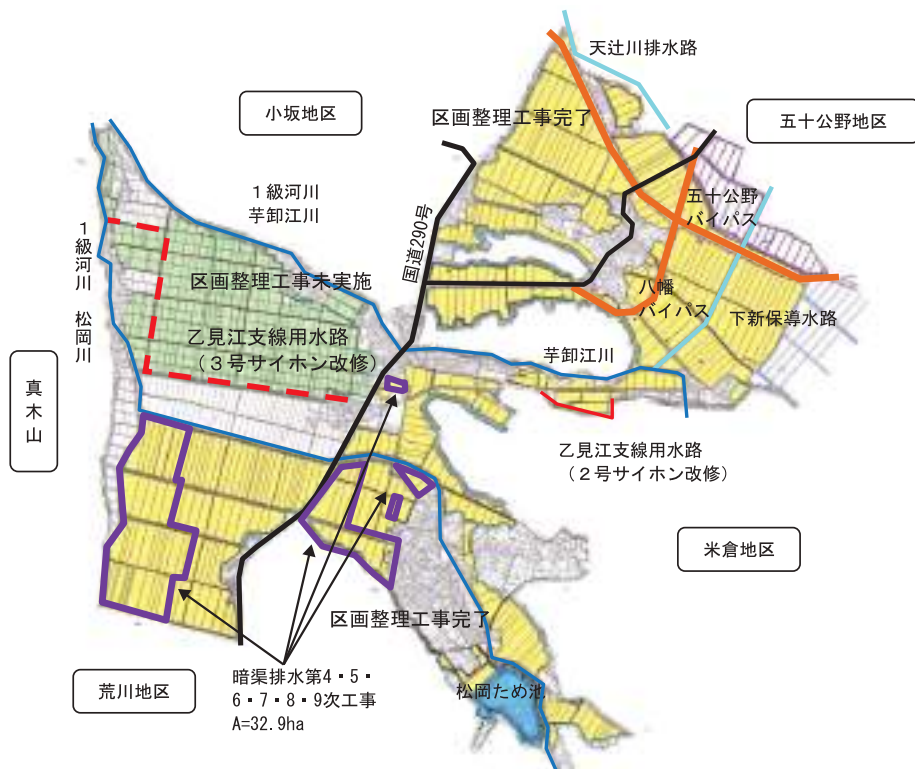 天辻川排水路
小坂地区
区画整理工事完了
五十公野地区
1級河川
芋卸江川
五十公野
バイパス
国道290号
1級河川 松岡川
区画整理工事未実施
八幡
バイパス
下新保導水路
乙見江支線用水路
(3号サイホン改修)
芋卸江川
真木山
乙見江支線用水路
(2号サイホン改修)
米倉地区
区画整理工事完了
荒川地区
暗渠排水第4・5・
6・7・8・9次工事
A=32.9ha
松岡ため池